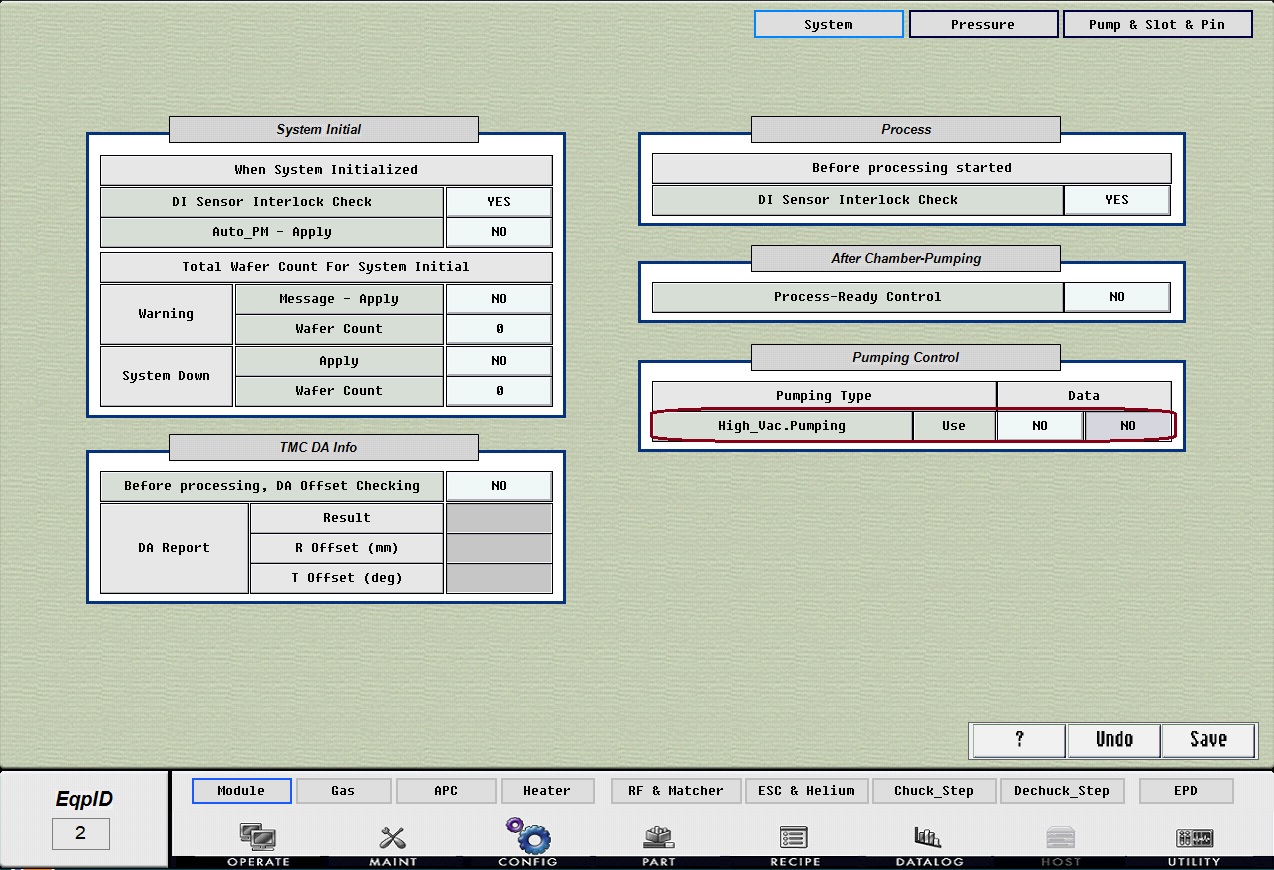 System Pressure Pump & Slot & Pin
System Initial
When System Initialized
DI Sensor Interlock Check YES
Auto_PM - Apply NO
Total Wafer Count For System Initial
Warning
Message - Apply NO
Wafer Count 0
System Down
Apply NO
Wafer Count 0
TMC DA Info
Before processing, DA Offset Checking NO
DA Report
Result
R Offset (mm)
T Offset (deg)
Process
Before processing started
DI Sensor Interlock Check YES
After Chamber-Pumping
Process-Ready Control NO
Pumping Control
Pumping Type Data
High_Vac.Pumping Use NO NO
? Undo Save
EqpID
2
Module Gas APC Heater RF & Matcher ESC & Helium Chuck_Step Dechuck_Step EPD
OPERATE MAINT CONFIG PART RECIPE DATALOG HOST UTILITY